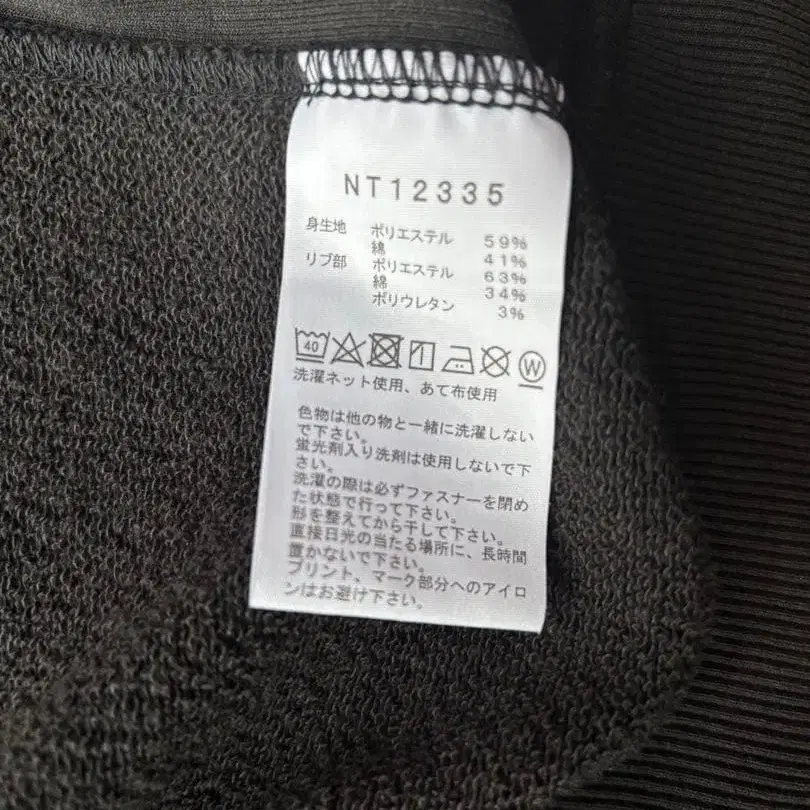 NT12335
身生地 ポリエステル 59%
綿 41%
リブ部 ポリエステル 63%
綿 34%
ポリウレタン 3%
40 W
洗濯ネット使用、あて布使用
色物は他の物と一緒に洗濯しない
で下さい。
蛍光剤入り洗剤は使用しないで下
さい。
洗濯の際は必ずファスナーを閉め
た状態で行って下さい。
形を整えてから干して下さい。
直接日光の当たる場所に、長時間
置かないで下さい。
プリント、マーク部分へのアイロ
ンはお避け下さい。